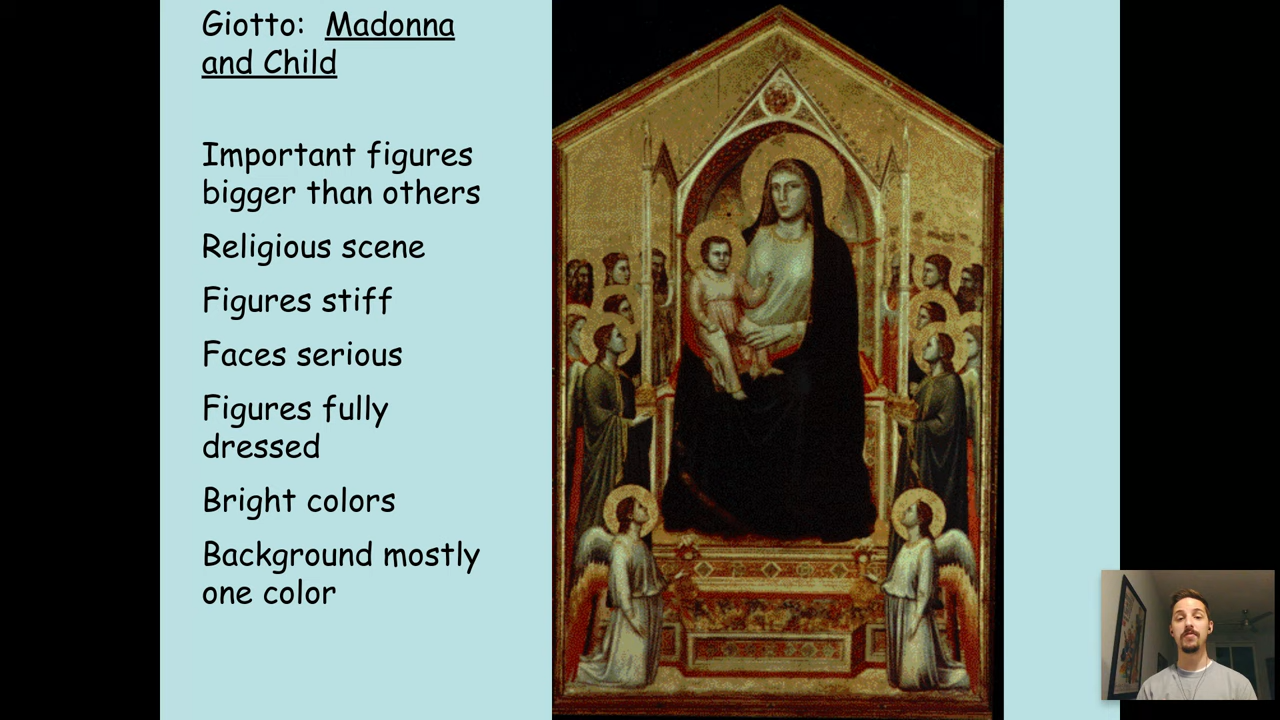 Giotto: Madonna
and Child
Important figures
bigger than others
Religious scene
Figures stiff
Faces serious
Figures fully
dressed
Bright colors
Background mostly
one color